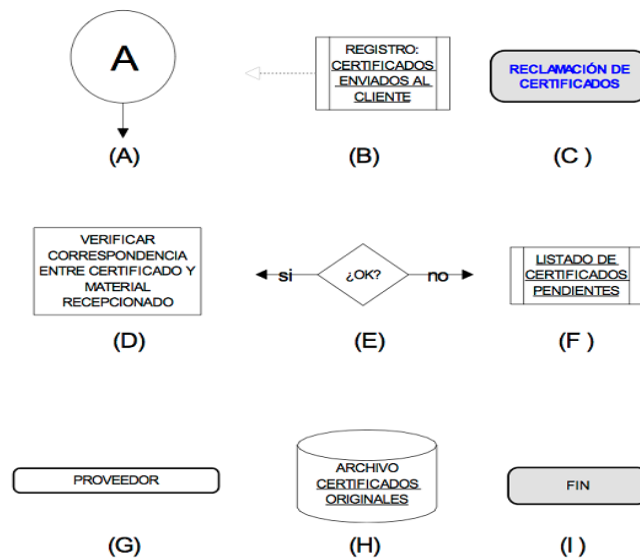 A
(A)
REGISTRO:
CERTIFICADOS
ENVIADOS AL
CLIENTE
(B)
RECLAMACIÓN DE
CERTIFICADOS
(C )
VERIFICAR
CORRESPONDENCIA
ENTRE CERTIFICADO Y
MATERIAL
RECEPCIONADO
(D)
si
¿OK?
no
(E)
LISTADO DE
CERTIFICADOS
PENDIENTES
(F )
PROVEEDOR
(G)
ARCHIVO
CERTIFICADOS
ORIGINALES
(H)
FIN
(I )